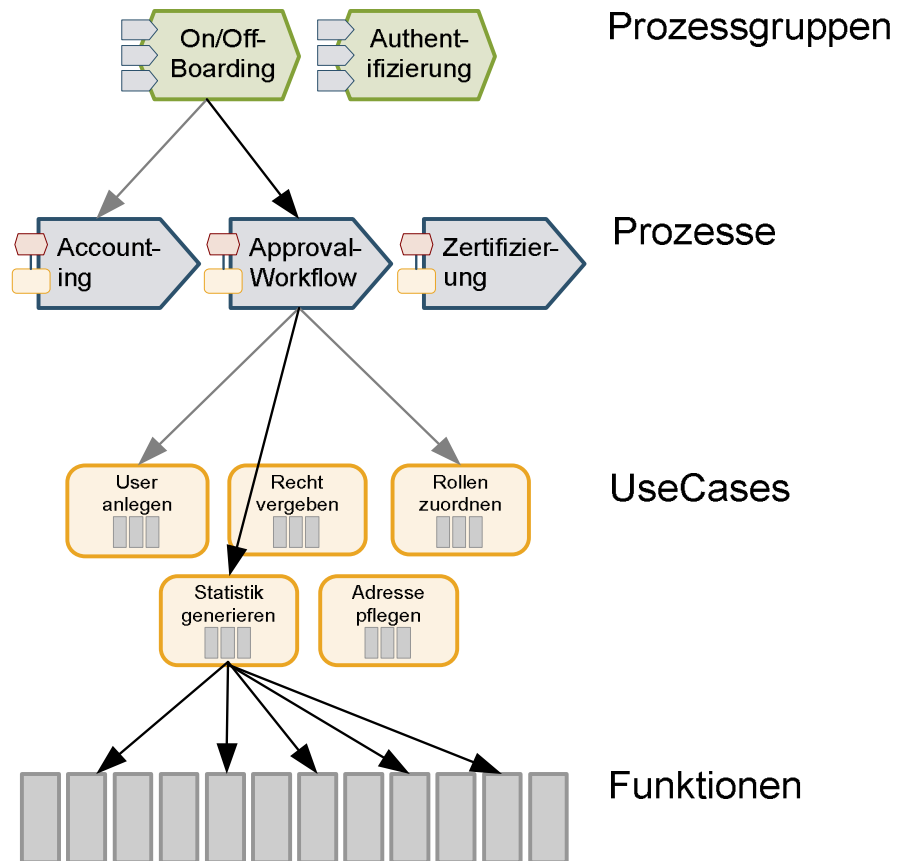 On/Off-
Boarding
Authent-
ifizierung
Prozessgruppen
Account-
ing
Approval-
Workflow
Zertifizier-
ung
Prozesse
User
anlegen
Recht
vergeben
Rollen
zuordnen
UseCases
Statistik
generieren
Adresse
pflegen
Funktionen